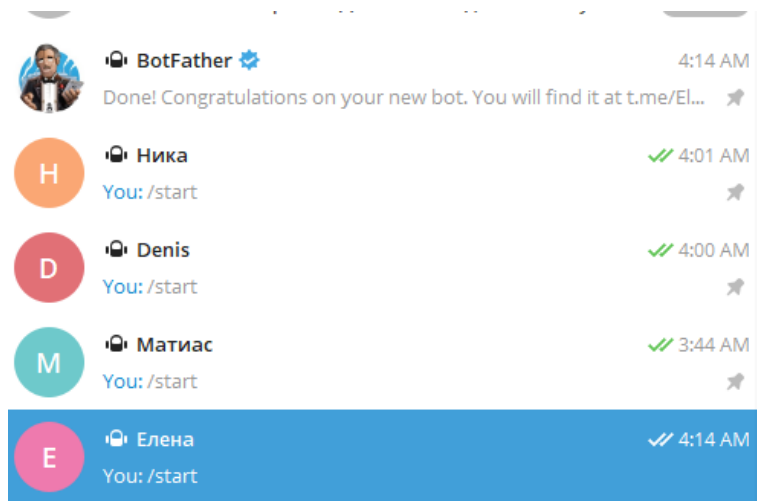 BotFather 4:14 AM
Done! Congratulations on your new bot. You will find it at t.me/El...
Н
Ника 4:01 AM
You: /start
D
Denis 4:00 AM
You: /start
М
Матиас 3:44 AM
You: /start
Е
Елена 4:14 AM
You: /start